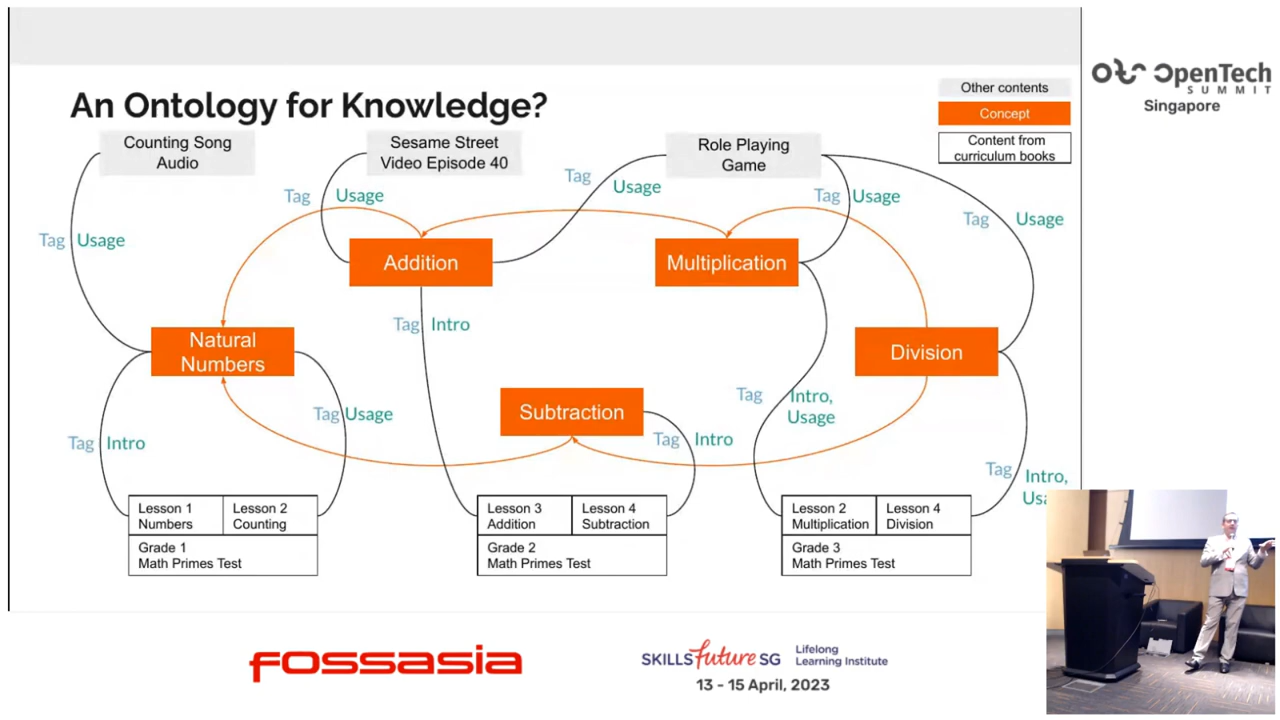 An Ontology for Knowledge?
Other contents
Concept
Content from
curriculum books
OpenTech
SUMMIT
Singapore
Counting Song
Audio
Sesame Street
Video Episode 40
Role Playing
Game
Tag Usage
Tag Usage
Tag Usage
Tag Usage
Tag Usage
Addition
Multiplication
Natural
Numbers
Division
Subtraction
Tag Intro
Tag Intro
Tag Usage
Tag Intro
Tag Intro,
Usage
Tag Intro,
Lesson 1
Numbers
Lesson 2
Counting
Grade 1
Math Primes Test
Lesson 3
Addition
Lesson 4
Subtraction
Grade 2
Math Primes Test
Lesson 2
Multiplication
Lesson 4
Division
Grade 3
Math Primes Test
fossasia
SKILLS future SG
Lifelong
Learning Institute
13 - 15 April, 2023